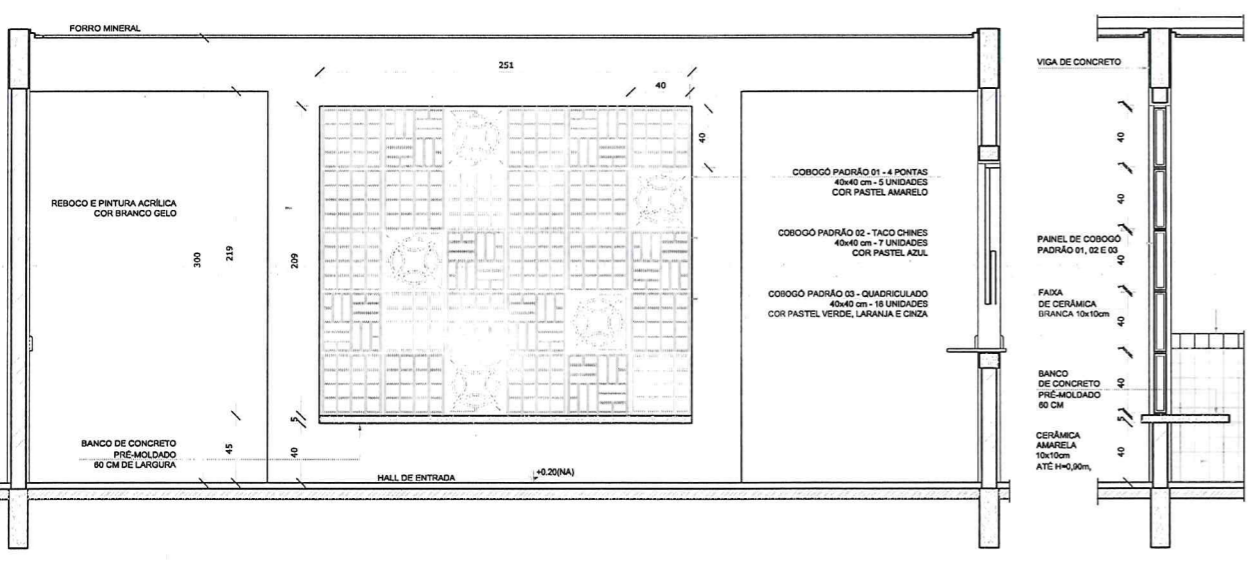 FORRO MINERAL
251
40
40
REBOCO E PINTURA ACRÍLICA
COR BRANCO GELO
300
219
209
COBOGÓ PADRÃO 01 - 4 PONTAS
40x40 cm - 5 UNIDADES
COR PASTEL AMARELO
COBOGÓ PADRÃO 02 - TACO CHINES
40x40 cm - 7 UNIDADES
COR PASTEL AZUL
COBOGÓ PADRÃO 03 - QUADRICULADO
40x40 cm - 18 UNIDADES
COR PASTEL VERDE, LARANJA E CINZA
5
45
40
BANCO DE CONCRETO
PRÉ-MOLDADO
60 CM DE LARGURA
HALL DE ENTRADA
+0.20(NA)
VIGA DE CONCRETO
40
40
PAINEL DE COBOGÓ
PADRÃO 01, 02 E 03
40
FAIXA
DE CERÂMICA
BRANCA 10x10cm
40
BANCO
DE CONCRETO
PRÉ-MOLDADO
60 CM
40
5
CERÂMICA
AMARELA
10x10cm
ATÉ H=0,90m,
40